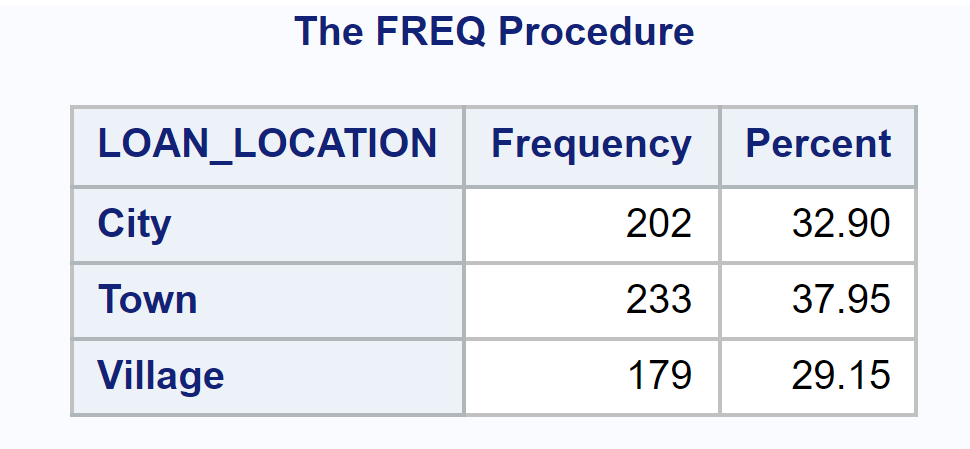 The FREQ Procedure
LOAN_LOCATION Frequency Percent
City 202 32.90
Town 233 37.95
Village 179 29.15